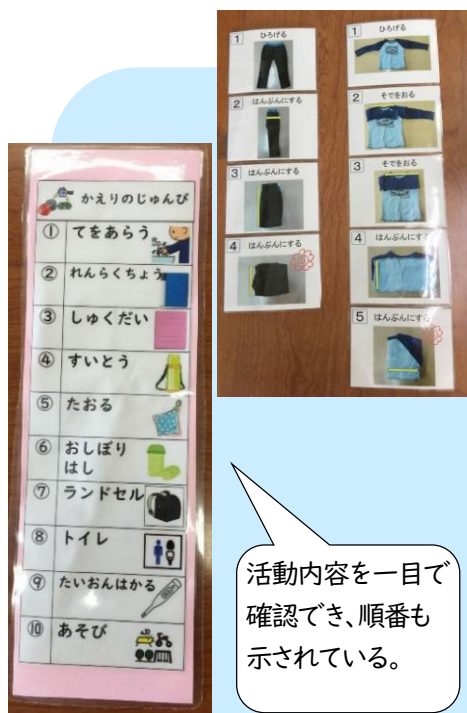 かえりのじゅんび
① てをあらう
② れんらくちょう
③ しゅくだい
④ すいとう
⑤ たおる
⑥ おしぼり
はし
⑦ ランドセル
⑧ トイレ
⑨ たいおんはかる
⑩ あそび
1 ひろげる
2 はんぶんにする
3 はんぶんにする
4 はんぶんにする
1 ひろげる
2 そでをおる
3 そでをおる
4 はんぶんにする
5 はんぶんにする
活動内容を一目で
確認でき、順番も
示されている。